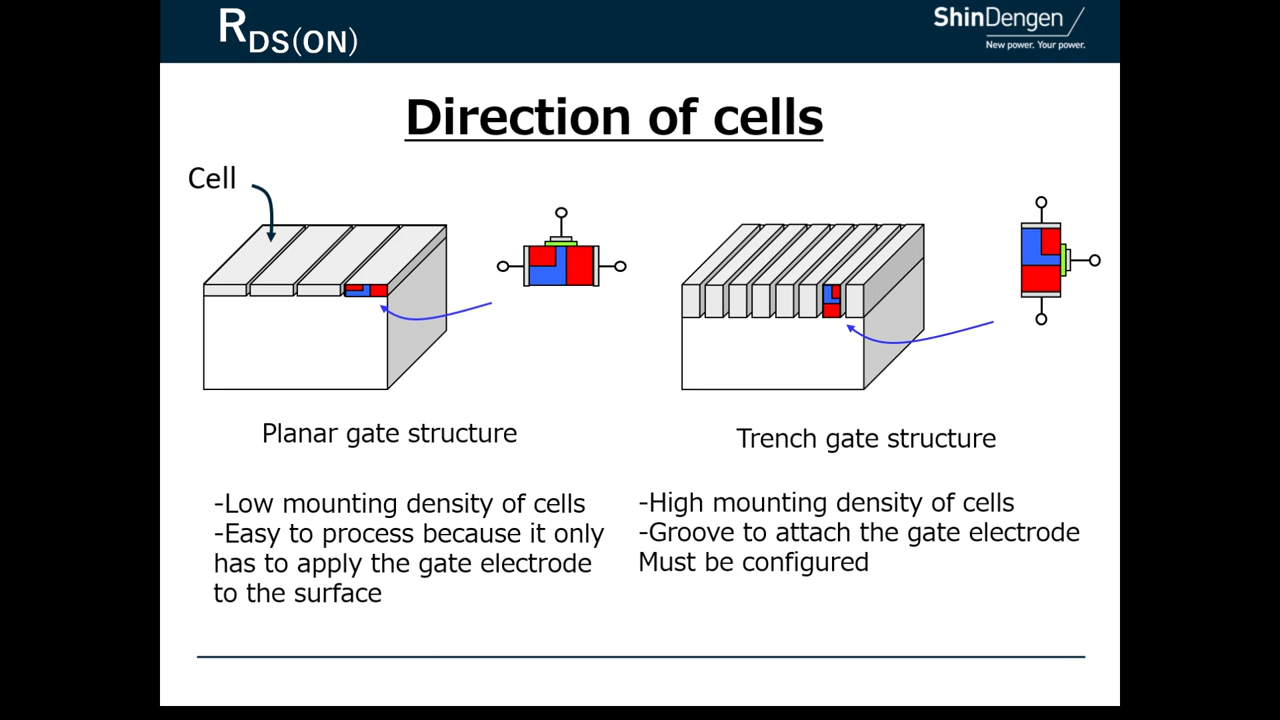 R_DS(ON)
ShinDengen
New power. Your power.
Direction of cells
Cell
Planar gate structure
Trench gate structure
-Low mounting density of cells
-Easy to process because it only
has to apply the gate electrode
to the surface
-High mounting density of cells
-Groove to attach the gate electrode
Must be configured